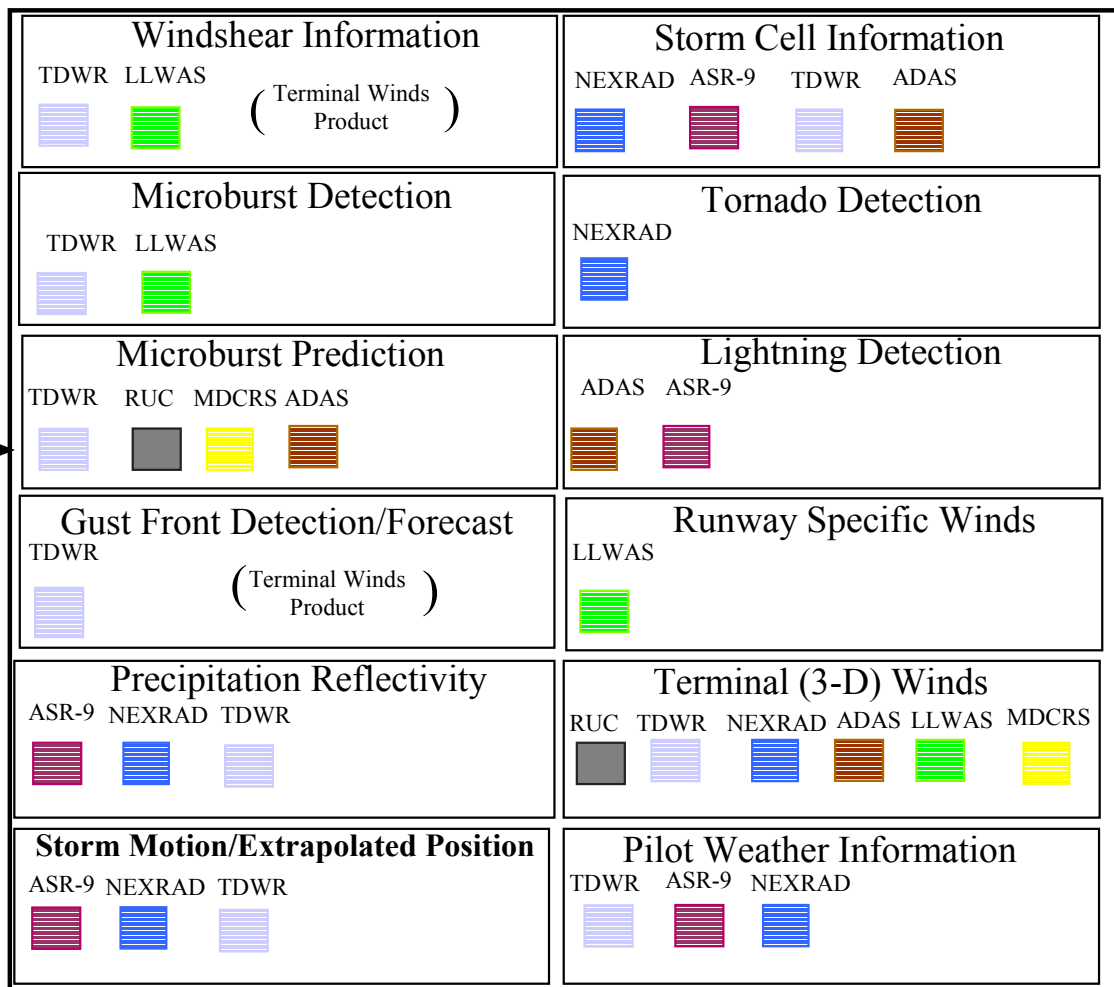 Windshear Information
TDWR LLWAS
( Terminal Winds
Product )
Storm Cell Information
NEXRAD ASR-9 TDWR ADAS
Microburst Detection
TDWR LLWAS
Tornado Detection
NEXRAD
Microburst Prediction
TDWR RUC MDCRS ADAS
Lightning Detection
ADAS ASR-9
Gust Front Detection/Forecast
TDWR
( Terminal Winds
Product )
Runway Specific Winds
LLWAS
Precipitation Reflectivity
ASR-9 NEXRAD TDWR
Terminal (3-D) Winds
RUC TDWR NEXRAD ADAS LLWAS MDCRS
Storm Motion/Extrapolated Position
ASR-9 NEXRAD TDWR
Pilot Weather Information
TDWR ASR-9 NEXRAD